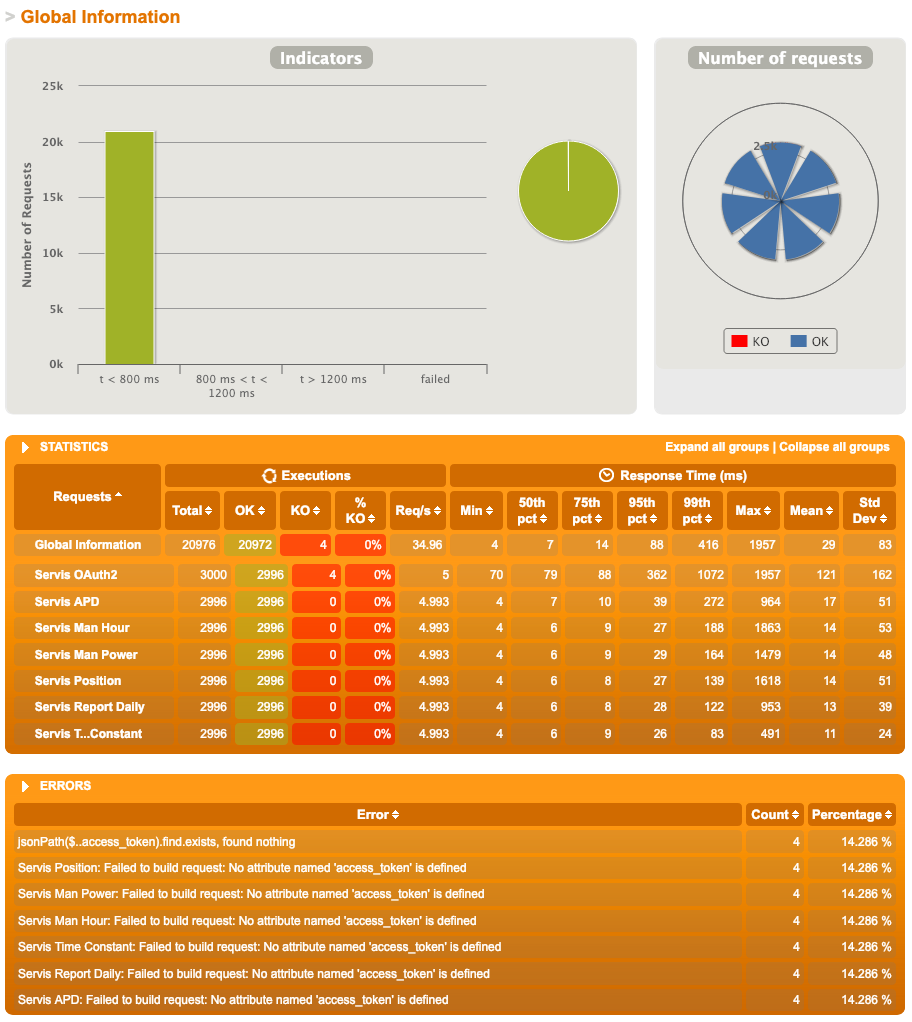 > Global Information
Indicators
Number of requests
25k
20k
15k
10k
5k
0k
Number of Requests
t < 800 ms
800 ms < t <
1200 ms
t > 1200 ms
failed
KO
OK
STATISTICS
Expand all groups | Collapse all groups
Requests
Executions
Response Time (ms)
Total OK KO % KO Req/s Min 50th pct 75th pct 95th pct 99th pct Max Mean Std Dev
Global Information 20976 20972 4 0% 34.96 4 7 14 88 416 1957 29 83
Servis OAuth2 3000 2996 4 0% 5 70 79 88 362 1072 1957 121 162
Servis APD 2996 2996 0 0% 4.993 4 7 10 39 272 964 17 51
Servis Man Hour 2996 2996 0 0% 4.993 4 6 9 27 188 1863 14 53
Servis Man Power 2996 2996 0 0% 4.993 4 6 9 29 164 1479 14 48
Servis Position 2996 2996 0 0% 4.993 4 6 8 27 139 1618 14 51
Servis Report Daily 2996 2996 0 0% 4.993 4 6 8 28 122 953 13 39
Servis T...Constant 2996 2996 0 0% 4.993 4 6 9 26 83 491 11 24
ERRORS
Error Count Percentage
jsonPath($..access_token).find.exists, found nothing 4 14.286 %
Servis Position: Failed to build request: No attribute named 'access_token' is defined 4 14.286 %
Servis Man Power: Failed to build request: No attribute named 'access_token' is defined 4 14.286 %
Servis Man Hour: Failed to build request: No attribute named 'access_token' is defined 4 14.286 %
Servis Time Constant: Failed to build request: No attribute named 'access_token' is defined 4 14.286 %
Servis Report Daily: Failed to build request: No attribute named 'access_token' is defined 4 14.286 %
Servis APD: Failed to build request: No attribute named 'access_token' is defined 4 14.286 %